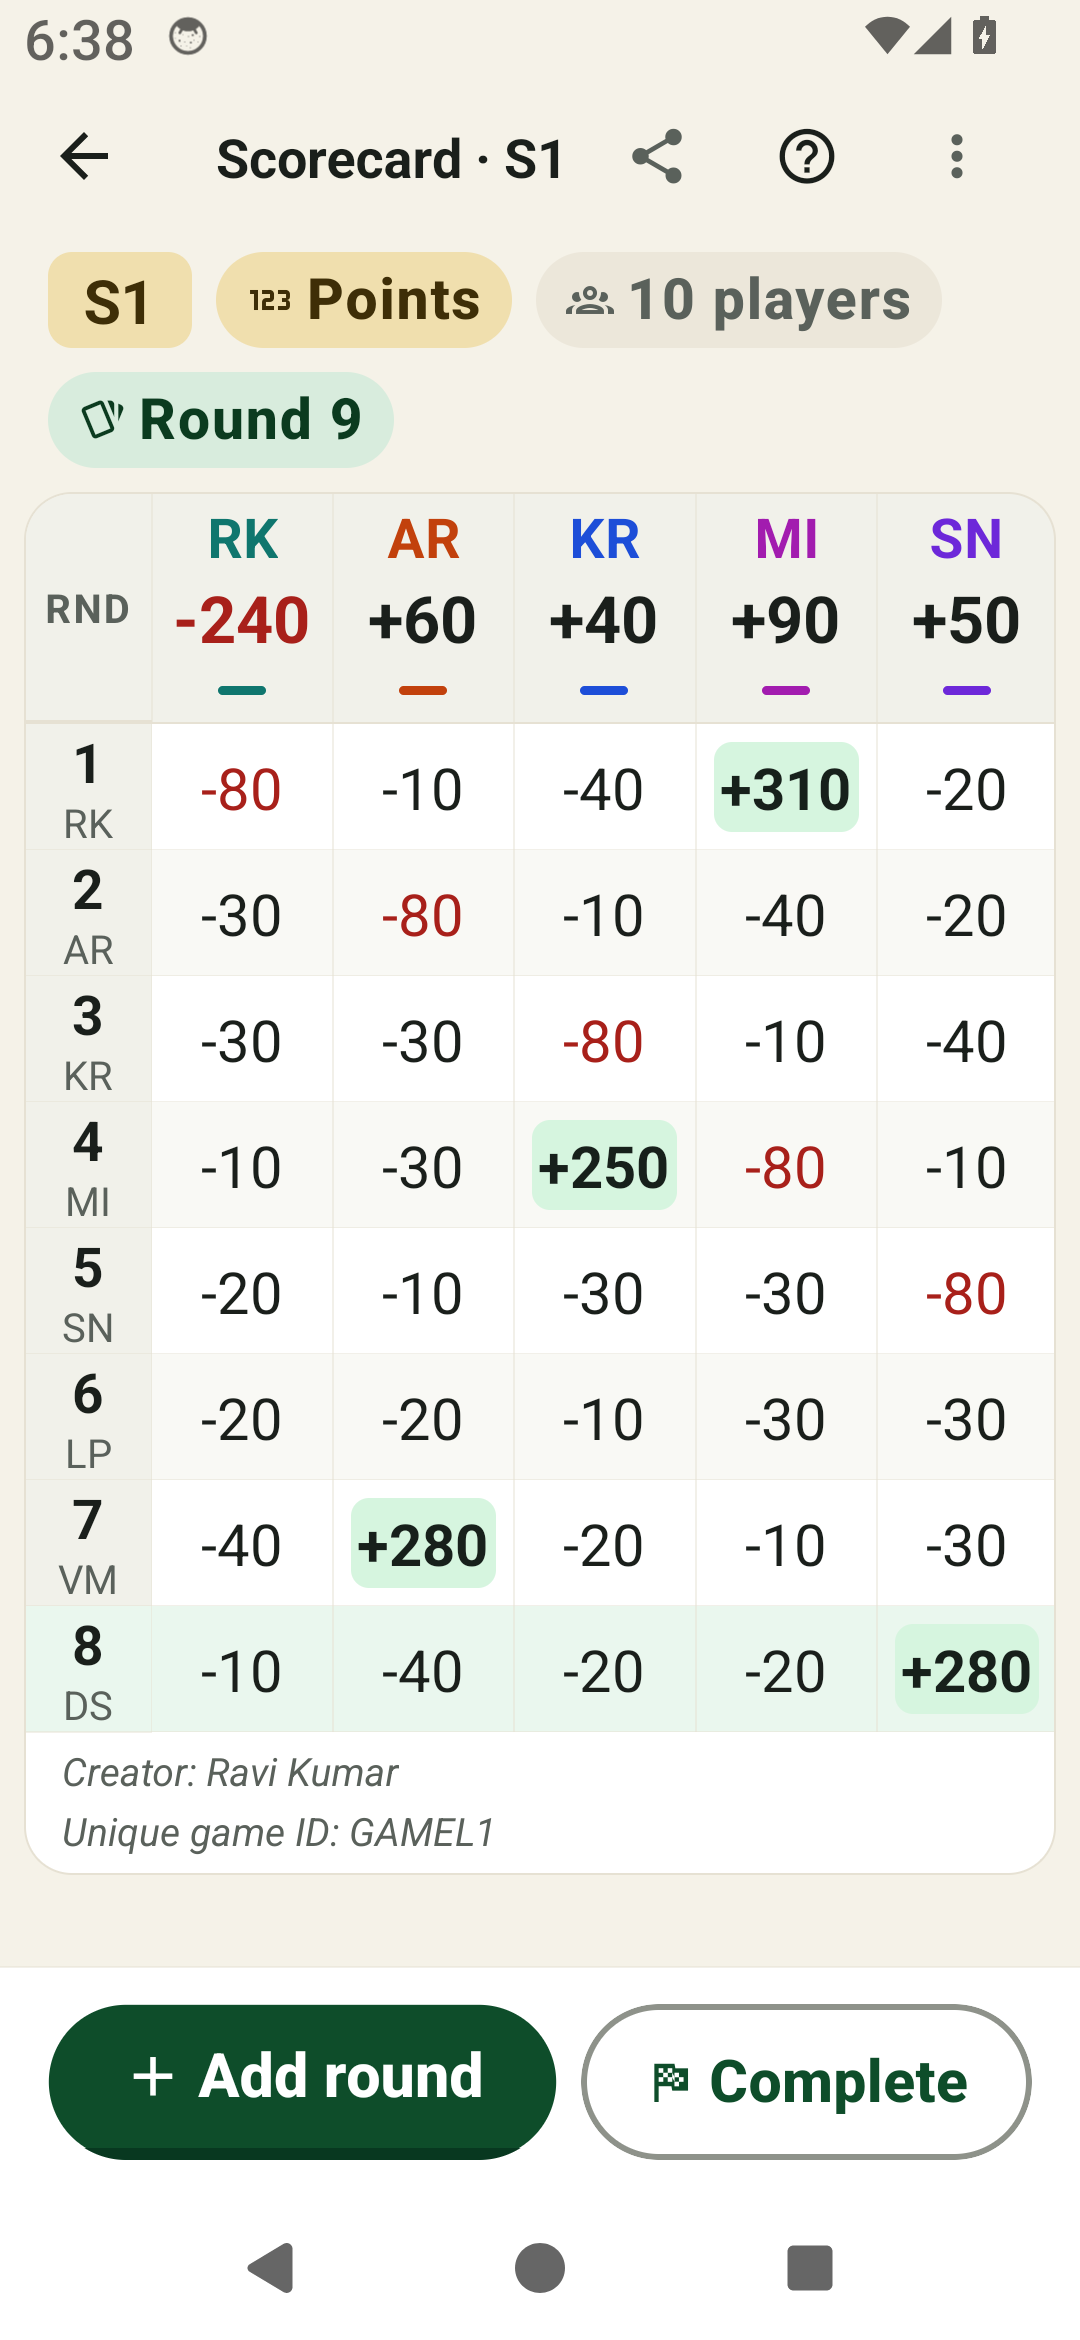 6:38
Scorecard · S1
S1
123 Points
10 players
Round 9
RND RK AR KR MI SN
-240 +60 +40 +90 +50
1 RK -80 -10 -40 +310 -20
2 AR -30 -80 -10 -40 -20
3 KR -30 -30 -80 -10 -40
4 MI -10 -30 +250 -80 -10
5 SN -20 -10 -30 -30 -80
6 LP -20 -20 -10 -30 -30
7 VM -40 +280 -20 -10 -30
8 DS -10 -40 -20 -20 +280
Creator: Ravi Kumar
Unique game ID: GAMEL1
+ Add round
Complete